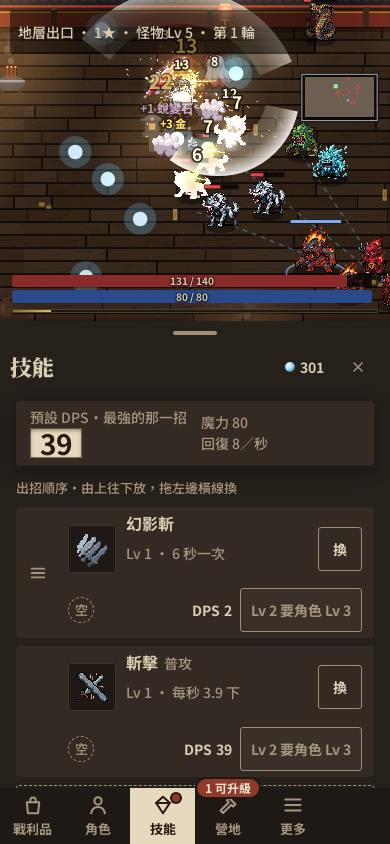 地層出口 · 1★ · 怪物 Lv 5 · 第 1 輪
13
13
8
22
12
7
+1 蛻變石
+3 金
7
6
131 / 140
80 / 80
技能
301
×
預設 DPS·最強的那一招
39
魔力 80
回復 8／秒
出招順序·由上往下放，拖左邊橫線換
幻影斬
Lv 1 · 6 秒一次
換
空
DPS 2
Lv 2 要角色 Lv 3
斬擊 普攻
Lv 1 · 每秒 3.9 下
換
空
DPS 39
Lv 2 要角色 Lv 3
1 可升級
戰利品
角色
技能
營地
更多